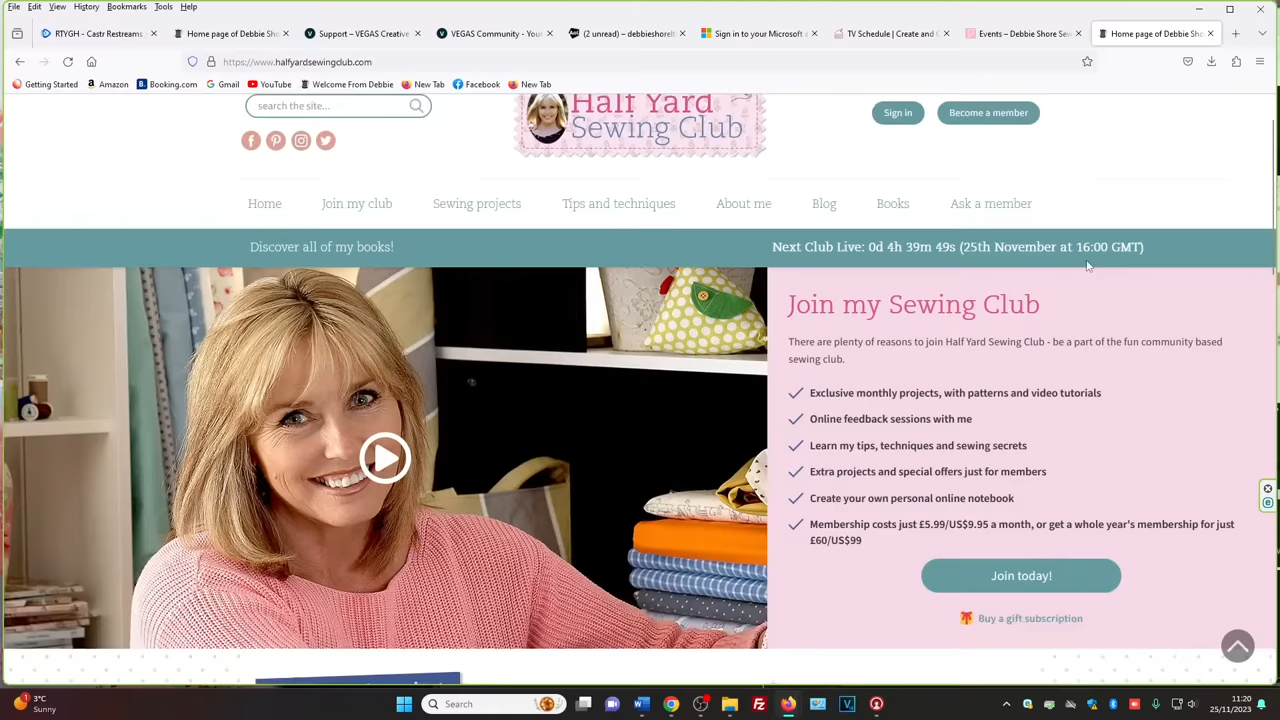 File Edit View History Bookmarks Tools Help
RTYGH - Castr Restreams
Home page of Debbie Sho
Support – VEGAS Creative
VEGAS Community - You
(2 unread) - debbieshorel
Sign in to your Microsoft
TV Schedule | Create and C
Events – Debbie Shore Sew
Home page of Debbie Sho
https://www.halfyardsewingclub.com
Getting Started Amazon Booking.com Gmail YouTube Welcome From Debbie New Tab Facebook New Tab
search the site...
Half Yard
Sewing Club
Sign in
Become a member
Home Join my club Sewing projects Tips and techniques About me Blog Books Ask a member
Discover all of my books!
Next Club Live: 0d 4h 39m 49s (25th November at 16:00 GMT)
Join my Sewing Club
There are plenty of reasons to join Half Yard Sewing Club - be a part of the fun community based
sewing club.
Exclusive monthly projects, with patterns and video tutorials
Online feedback sessions with me
Learn my tips, techniques and sewing secrets
Extra projects and special offers just for members
Create your own personal online notebook
Membership costs just £5.99/US$9.95 a month, or get a whole year's membership for just
£60/US$99
Join today!
Buy a gift subscription
3°C
Sunny
Search
11:20
25/11/2023